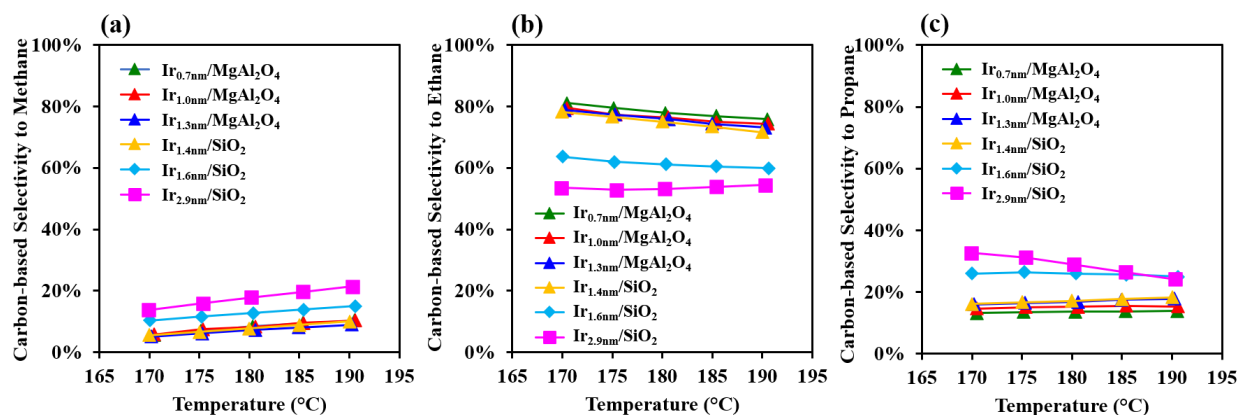 (a)
Carbon-based Selectivity to Methane
100%
80%
60%
40%
20%
0%
Ir0.7nm/MgAl2O4
Ir1.0nm/MgAl2O4
Ir1.3nm/MgAl2O4
Ir1.4nm/SiO2
Ir1.6nm/SiO2
Ir2.9nm/SiO2
165 170 175 180 185 190 195
Temperature (°C)
(b)
Carbon-based Selectivity to Ethane
100%
80%
60%
40%
20%
0%
Ir0.7nm/MgAl2O4
Ir1.0nm/MgAl2O4
Ir1.3nm/MgAl2O4
Ir1.4nm/SiO2
Ir1.6nm/SiO2
Ir2.9nm/SiO2
165 170 175 180 185 190 195
Temperature (°C)
(c)
Carbon-based Selectivity to Propane
100%
80%
60%
40%
20%
0%
Ir0.7nm/MgAl2O4
Ir1.0nm/MgAl2O4
Ir1.3nm/MgAl2O4
Ir1.4nm/SiO2
Ir1.6nm/SiO2
Ir2.9nm/SiO2
165 170 175 180 185 190 195
Temperature (°C)